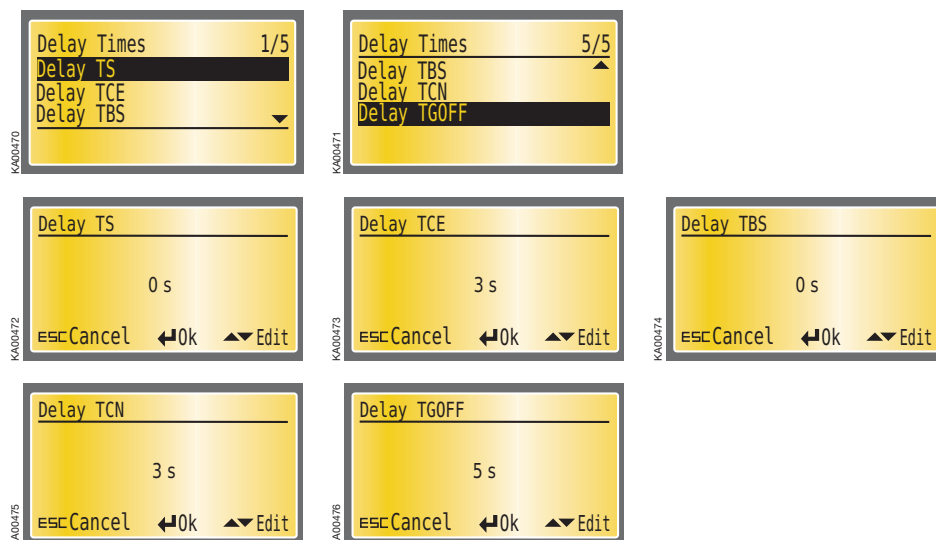 Delay Times 1/5
Delay TS
Delay TCE
Delay TBS
KA00470
Delay Times 5/5
Delay TBS
Delay TCN
Delay TGOFF
KA00471
Delay TS
0 s
ESC Cancel Ok Edit
KA00472
Delay TCE
3 s
ESC Cancel Ok Edit
KA00473
Delay TBS
0 s
ESC Cancel Ok Edit
KA00474
Delay TCN
3 s
ESC Cancel Ok Edit
A00475
Delay TGOFF
5 s
ESC Cancel Ok Edit
A00476